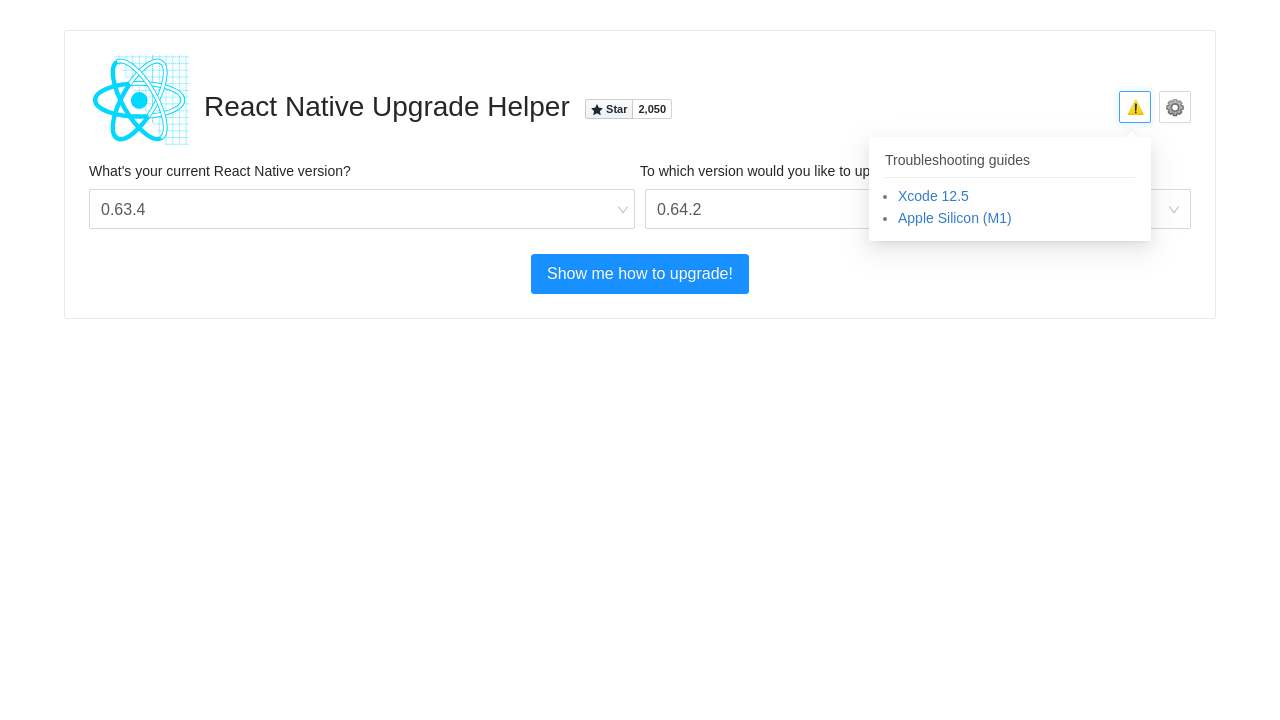 React Native Upgrade Helper
Star 2,050
What's your current React Native version?
To which version would you like to up
0.63.4
0.64.2
Troubleshooting guides
Xcode 12.5
Apple Silicon (M1)
Show me how to upgrade!